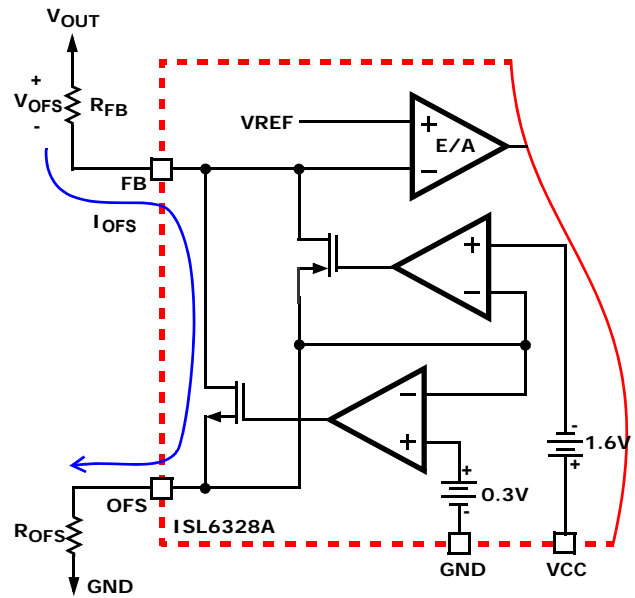 VOUT
+
VOFS
-
RFB
VREF
+
E/A
−
FB
IOFS
+
−
−
+
-
1.6V
+
+
0.3V
-
OFS
ISL6328A
ROFS
GND
GND
VCC